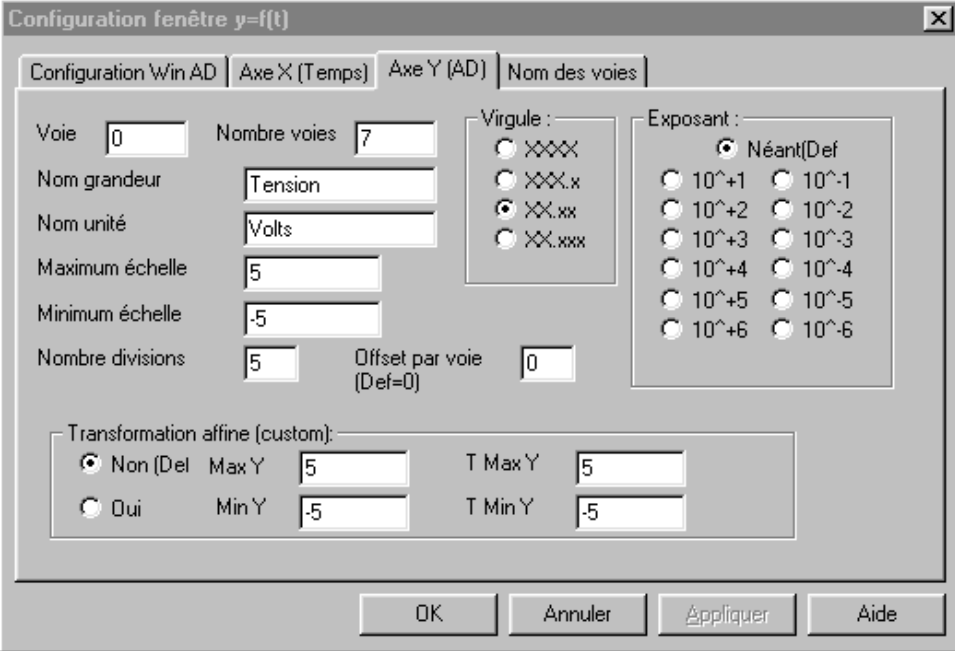 Configuration fenêtre y=f(t)
Configuration Win AD Axe X (Temps) Axe Y (AD) Nom des voies
Voie 0 Nombre voies 7
Nom grandeur Tension
Nom unité Volts
Maximum échelle 5
Minimum échelle -5
Nombre divisions 5 Offset par voie 0
(Def=0)
Virgule :
XXXX
XXX.x
XX.xx
XX.xxx
Exposant :
Néant(Def
10^+1 10^-1
10^+2 10^-2
10^+3 10^-3
10^+4 10^-4
10^+5 10^-5
10^+6 10^-6
Transformation affine (custom):
Non (Del Max Y 5 T Max Y 5
Oui Min Y -5 T Min Y -5
OK Annuler Appliquer Aide